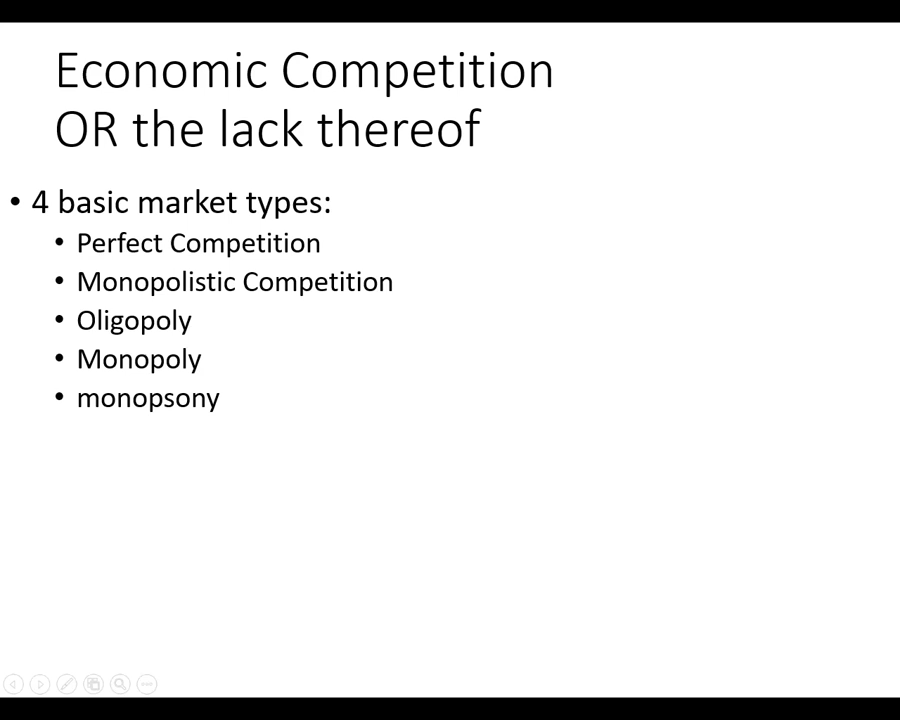 Economic Competition
OR the lack thereof
• 4 basic market types:
• Perfect Competition
• Monopolistic Competition
• Oligopoly
• Monopoly
• monopsony